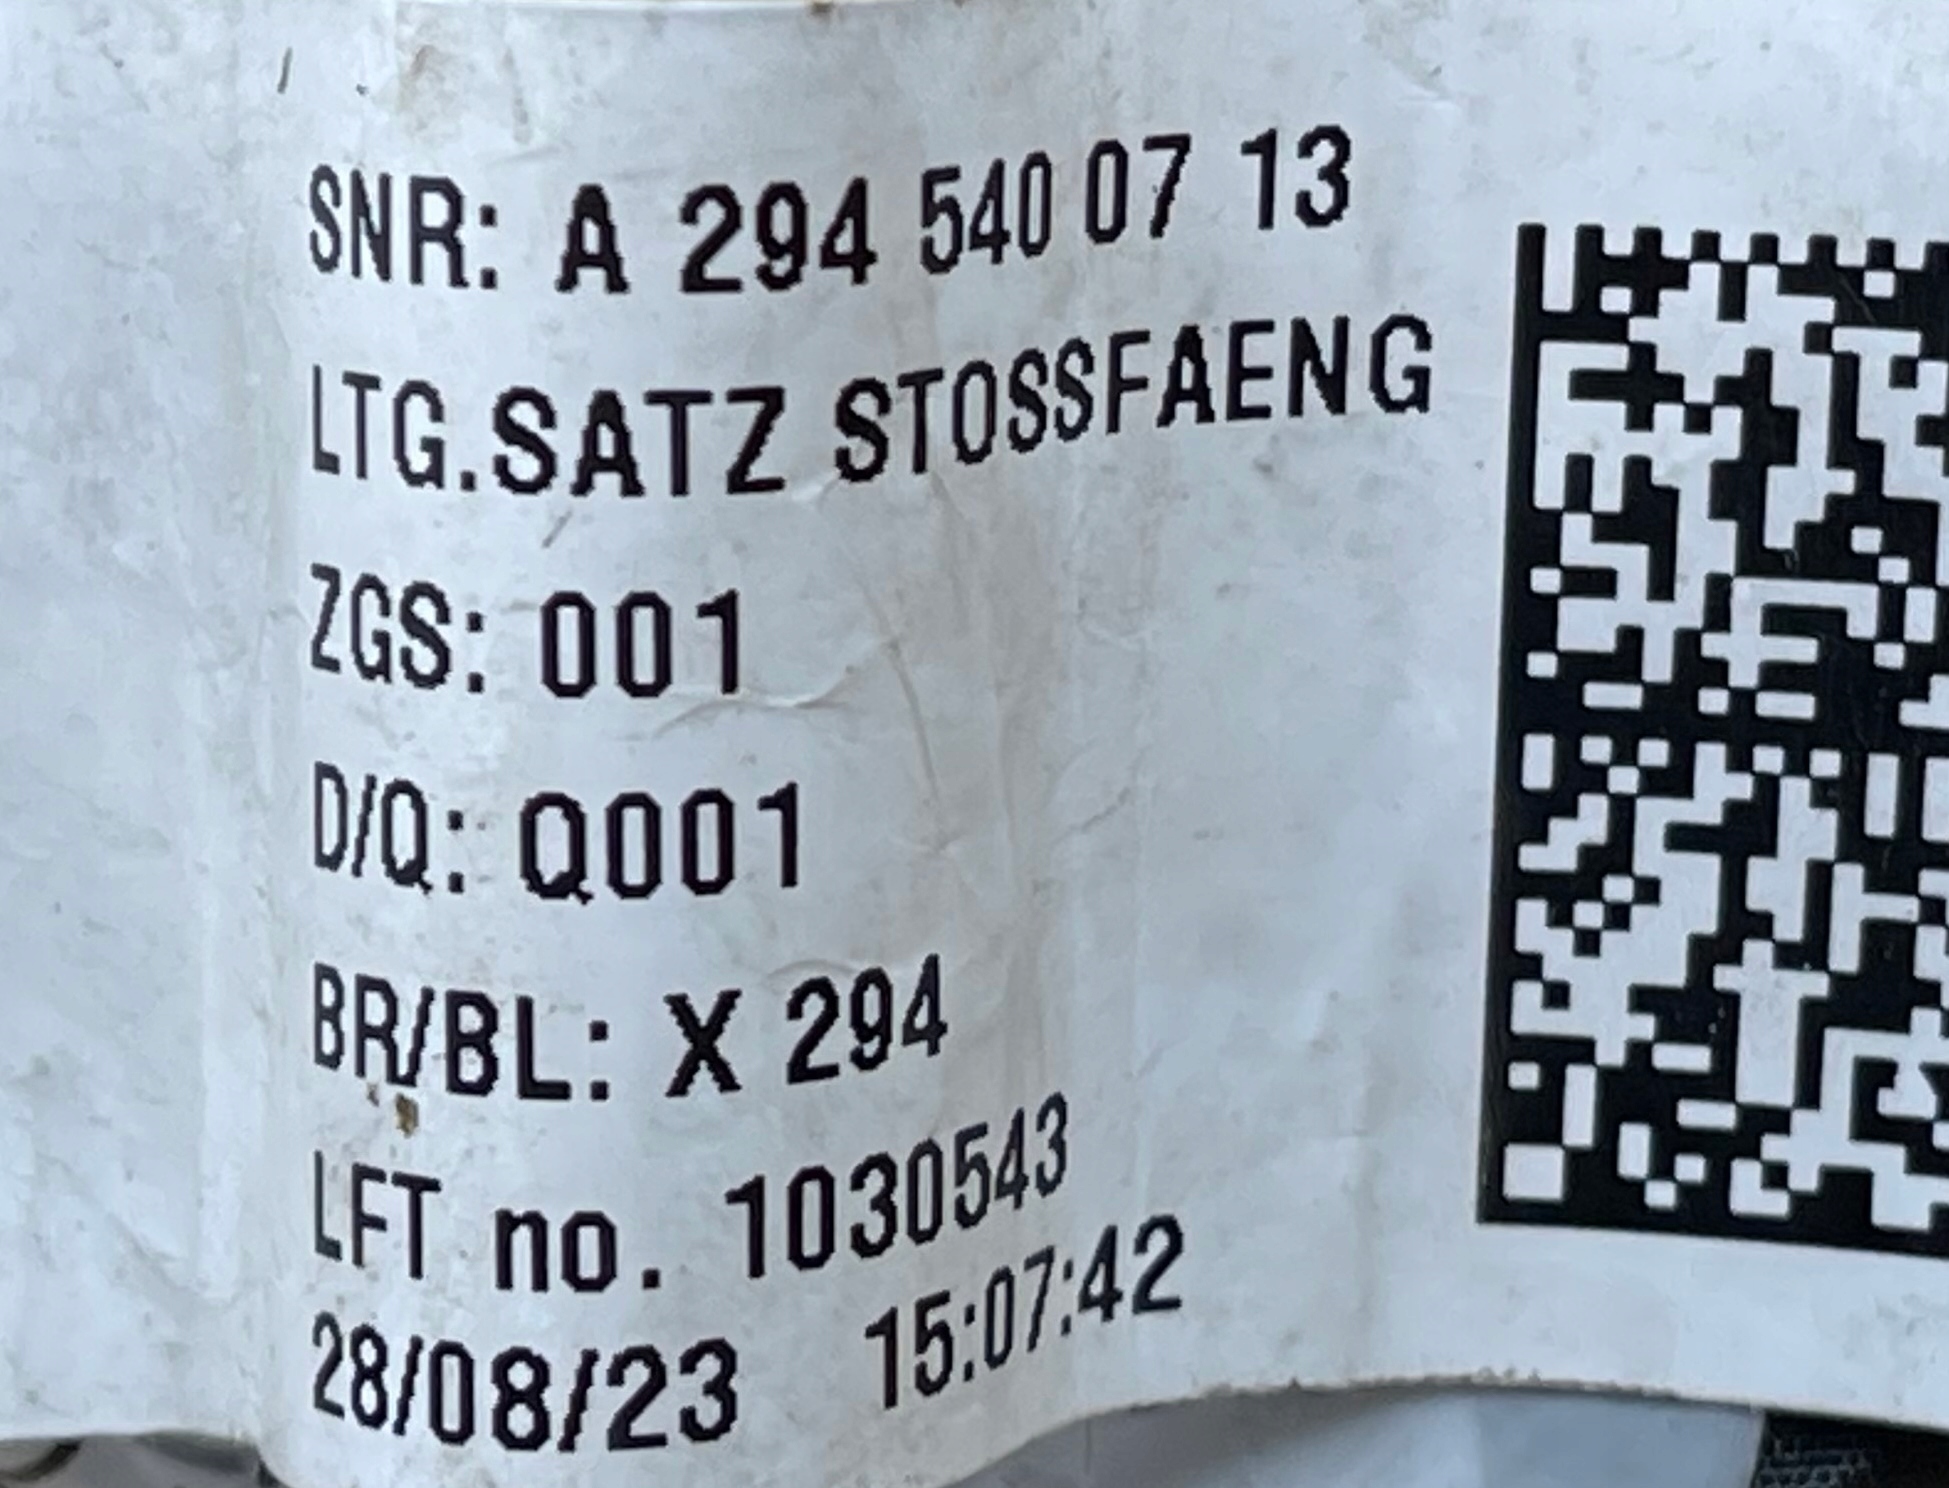 SNR: A 294 540 07 13
LTG.SATZ STOSSFAENG
ZGS: 001
D/Q: Q001
BR/BL: X 294
LFT no. 1030543
28/08/23 15:07:42